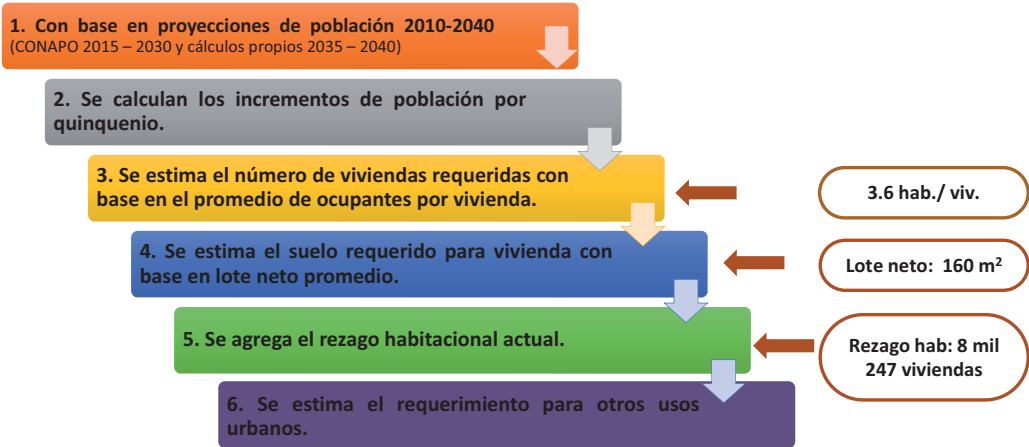 1. Con base en proyecciones de población 2010-2040
(CONAPO 2015 – 2030 y cálculos propios 2035 – 2040)
2. Se calculan los incrementos de población por
quinquenio.
3. Se estima el número de viviendas requeridas con
base en el promedio de ocupantes por vivienda.
3.6 hab./ viv.
4. Se estima el suelo requerido para vivienda con
base en lote neto promedio.
Lote neto: 160 m²
5. Se agrega el rezago habitacional actual.
Rezago hab: 8 mil
247 viviendas
6. Se estima el requerimiento para otros usos
urbanos.